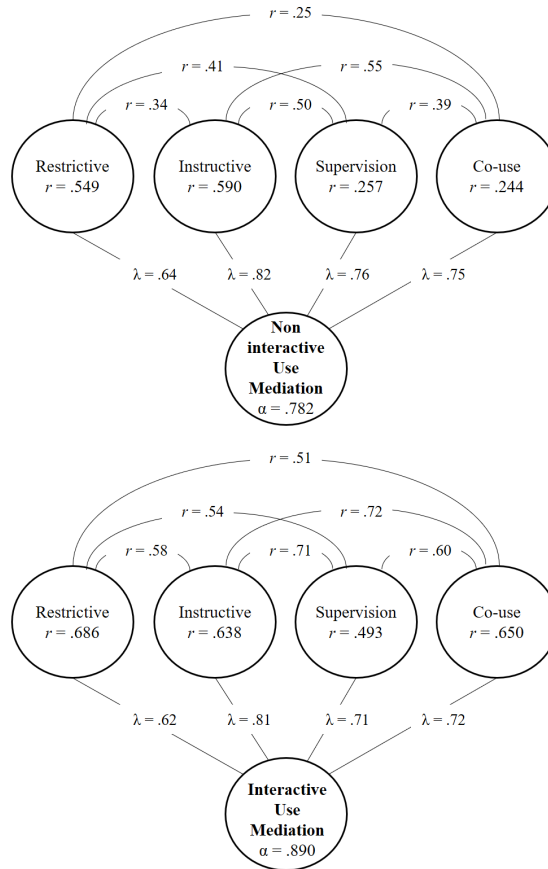 r = .25
r = .41
r = .55
r = .34
r = .50
r = .39
Restrictive
r = .549
Instructive
r = .590
Supervision
r = .257
Co-use
r = .244
λ = .64
λ = .82
λ = .76
λ = .75
Non
interactive
Use
Mediation
α = .782
r = .51
r = .54
r = .72
r = .58
r = .71
r = .60
Restrictive
r = .686
Instructive
r = .638
Supervision
r = .493
Co-use
r = .650
λ = .62
λ = .81
λ = .71
λ = .72
Interactive
Use
Mediation
α = .890